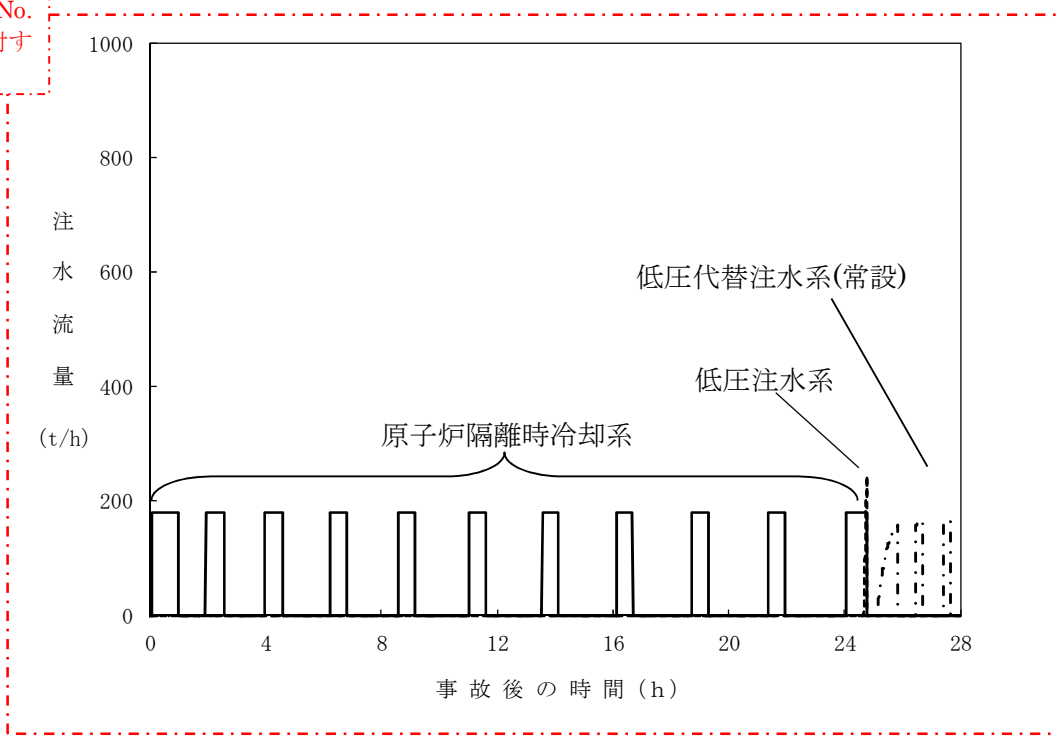 No.
対す
1000
800
600
400
200
0
注
水
流
量
(t/h)
低圧代替注水系(常設)
低圧注水系
原子炉隔離時冷却系
0 4 8 12 16 20 24 28
事故後の時間(h)